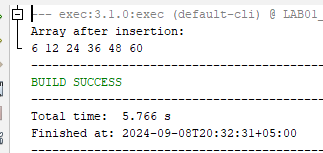 --- exec:3.1.0:exec (default-cli) @ LAB01_
Array after insertion:
6 12 24 36 48 60
------------------------------------------------
BUILD SUCCESS
------------------------------------------------
Total time:  5.766 s
Finished at: 2024-09-08T20:32:31+05:00
------------------------------------------------